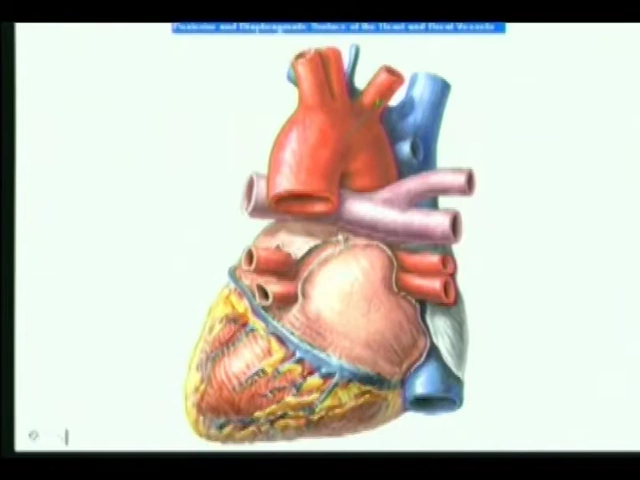 Posterior and Diaphragmatic Surface of the Heart and Great Vessels